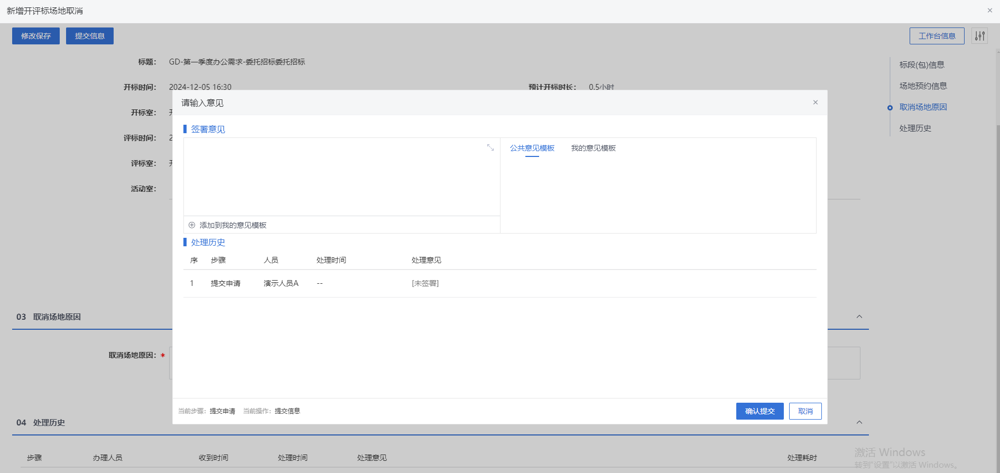 新增开评标场地取消
修改保存 提交信息 工作台信息
标题： GD-第一季度办公需求-委托招标委托招标
开标时间： 2024-12-05 16:30 预计开标时长： 0.5小时
开标室：
评标时间： 2
评标室：
活动室：
标段(包)信息
场地预约信息
取消场地原因
处理历史
请输入意见
签署意见
公共意见模板 我的意见模板
添加到我的意见模板
处理历史
序 步骤 人员 处理时间 处理意见
1 提交申请 演示人员A -- [未签署]
当前步骤： 提交申请 当前操作： 提交信息
确认提交 取消
03 取消场地原因
取消场地原因： *
04 处理历史
步骤 办理人员 收到时间 处理时间 处理意见 处理耗时
激活 Windows
转到"设置"以激活 Windows。